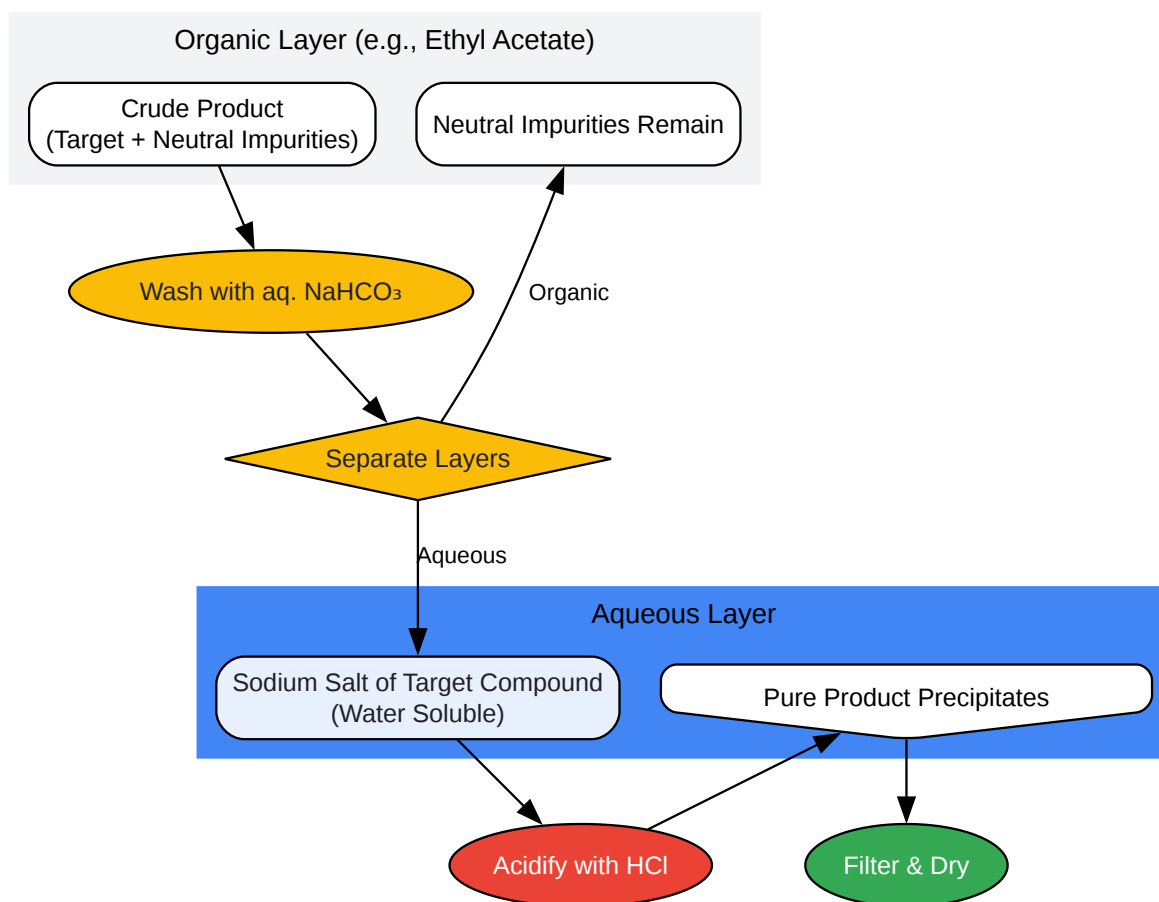 Organic Layer (e.g., Ethyl Acetate)
Crude Product
(Target + Neutral Impurities)
Neutral Impurities Remain
Wash with aq. NaHCO₃
Organic
Separate Layers
Aqueous
Aqueous Layer
Sodium Salt of Target Compound
(Water Soluble)
Pure Product Precipitates
Acidify with HCl
Filter & Dry